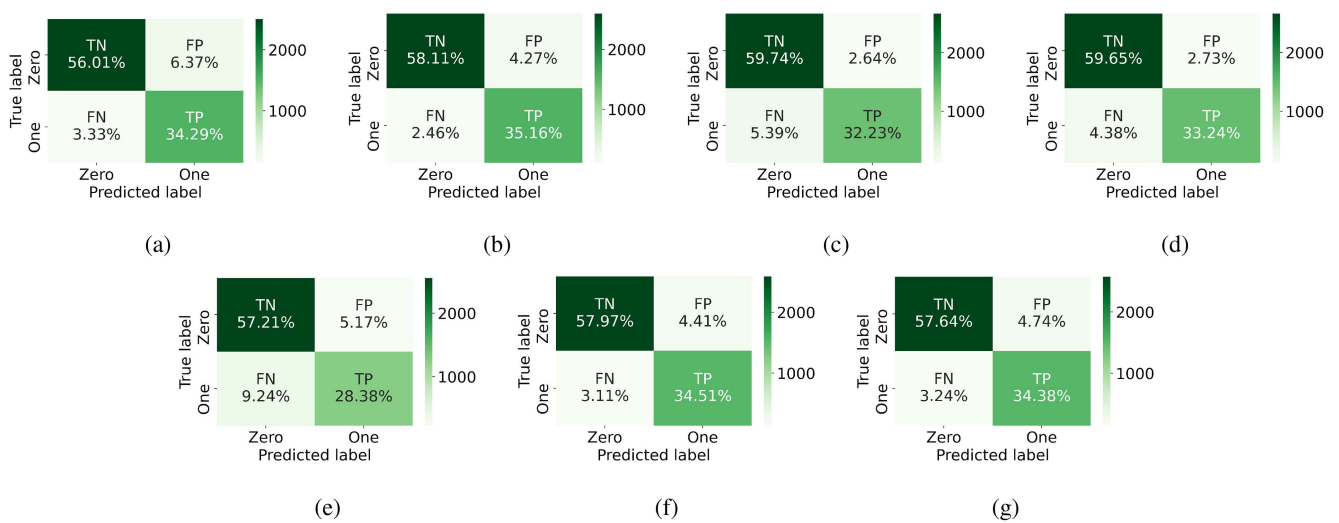 TN
56.01%
FP
6.37%
FN
3.33%
TP
34.29%
True label
Zero
One
Zero
One
Predicted label
2000
1000
(a)
TN
58.11%
FP
4.27%
FN
2.46%
TP
35.16%
True label
Zero
One
Zero
One
Predicted label
2000
1000
(b)
TN
59.74%
FP
2.64%
FN
5.39%
TP
32.23%
True label
Zero
One
Zero
One
Predicted label
2000
1000
(c)
TN
59.65%
FP
2.73%
FN
4.38%
TP
33.24%
True label
Zero
One
Zero
One
Predicted label
2000
1000
(d)
TN
57.21%
FP
5.17%
FN
9.24%
TP
28.38%
True label
Zero
One
Zero
One
Predicted label
2000
1000
(e)
TN
57.97%
FP
4.41%
FN
3.11%
TP
34.51%
True label
Zero
One
Zero
One
Predicted label
2000
1000
(f)
TN
57.64%
FP
4.74%
FN
3.24%
TP
34.38%
True label
Zero
One
Zero
One
Predicted label
2000
1000
(g)